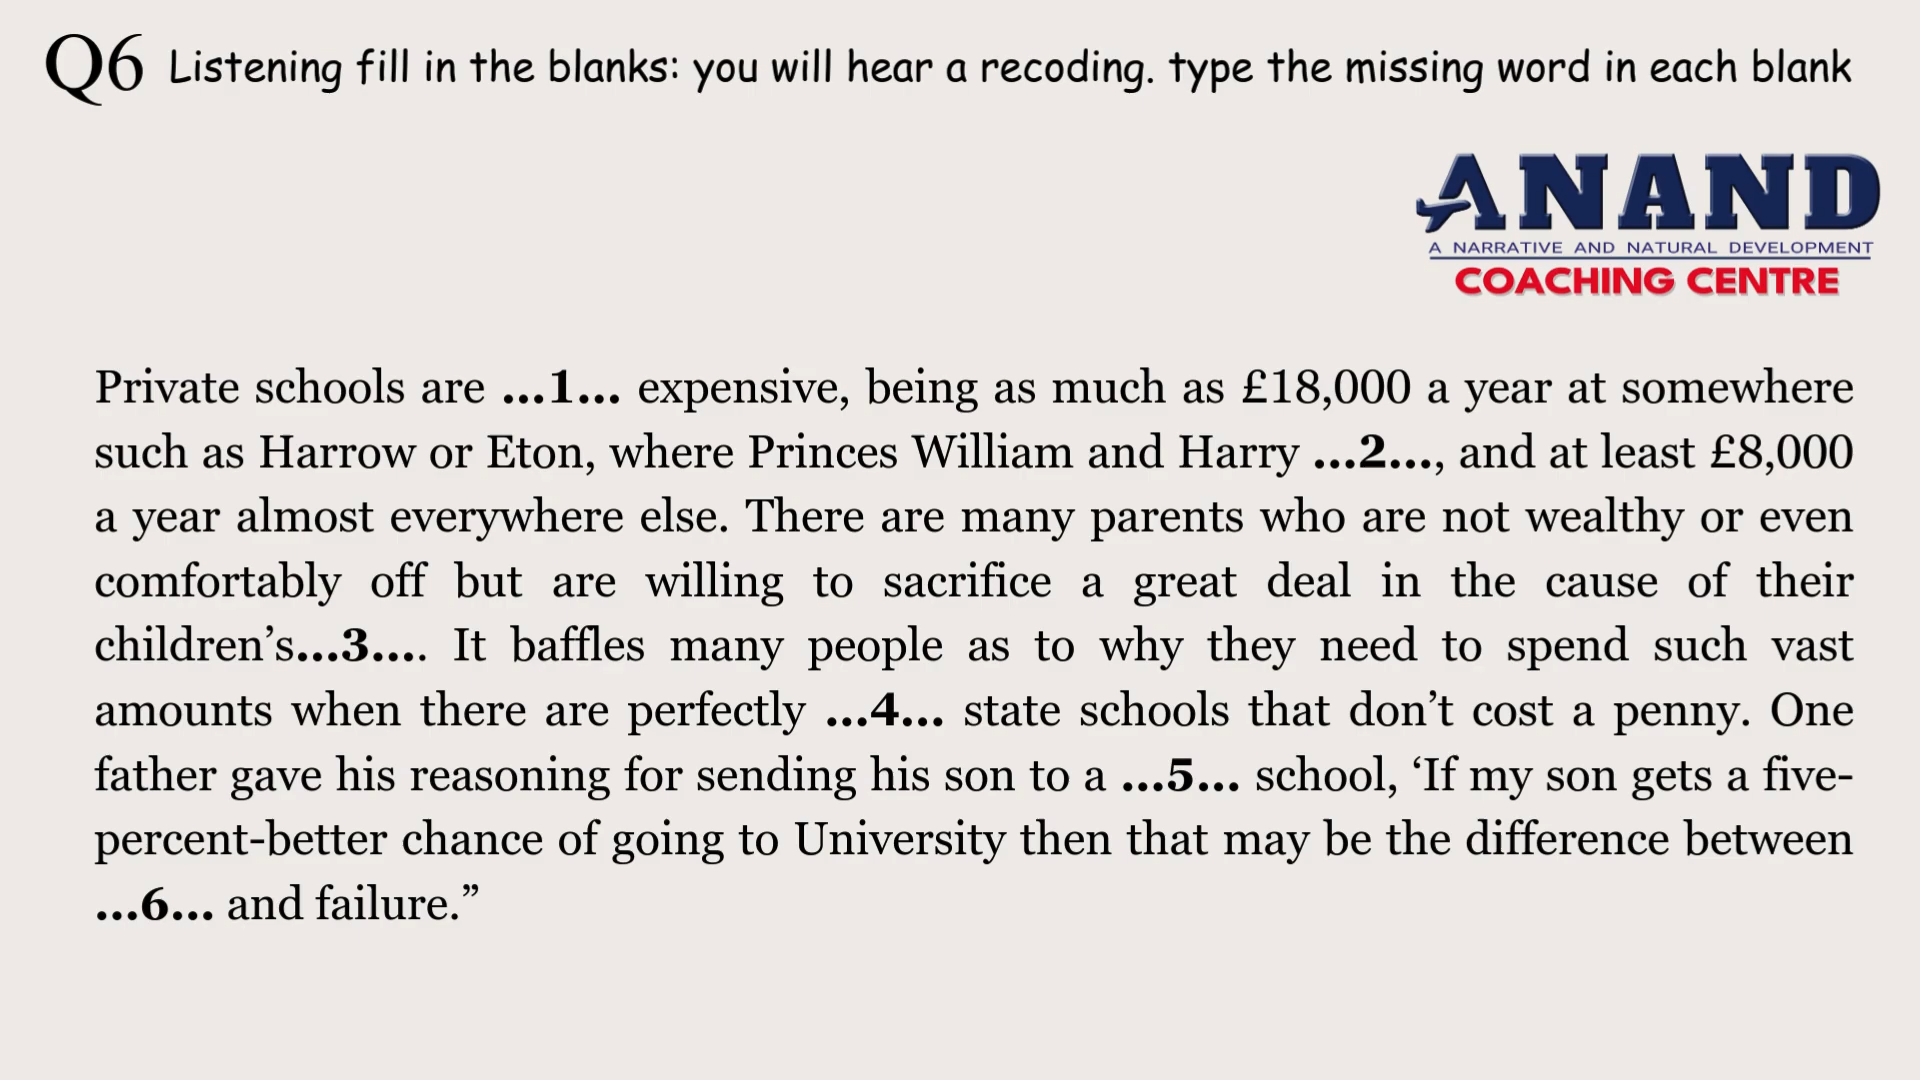 Q6 Listening fill in the blanks: you will hear a recoding. type the missing word in each blank
ANAND
A NARRATIVE AND NATURAL DEVELOPMENT
COACHING CENTRE
Private schools are ...1... expensive, being as much as £18,000 a year at somewhere
such as Harrow or Eton, where Princes William and Harry ...2..., and at least £8,000
a year almost everywhere else. There are many parents who are not wealthy or even
comfortably off but are willing to sacrifice a great deal in the cause of their
children’s...3.... It baffles many people as to why they need to spend such vast
amounts when there are perfectly ...4... state schools that don’t cost a penny. One
father gave his reasoning for sending his son to a ...5... school, ‘If my son gets a five-
percent-better chance of going to University then that may be the difference between
...6... and failure.”